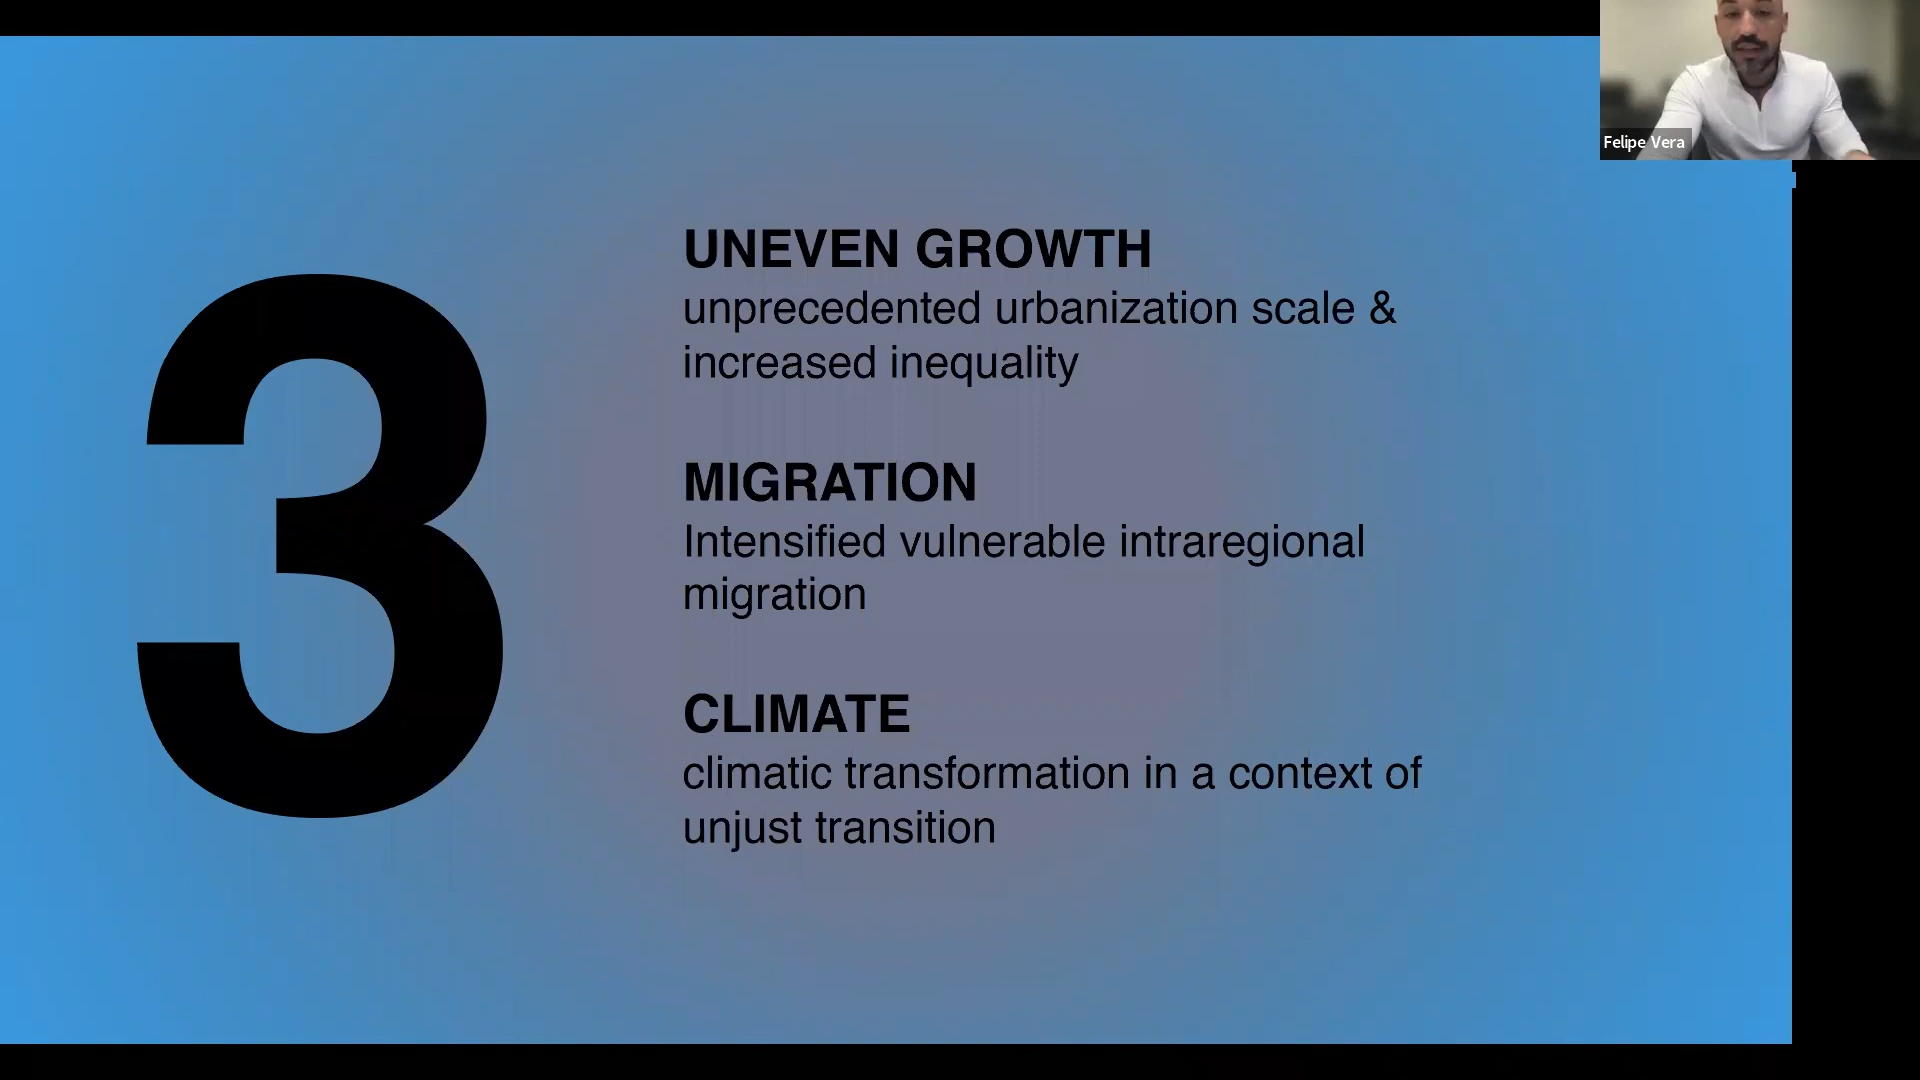 Felipe Vera
3
UNEVEN GROWTH
unprecedented urbanization scale &
increased inequality
MIGRATION
Intensified vulnerable intraregional
migration
CLIMATE
climatic transformation in a context of
unjust transition